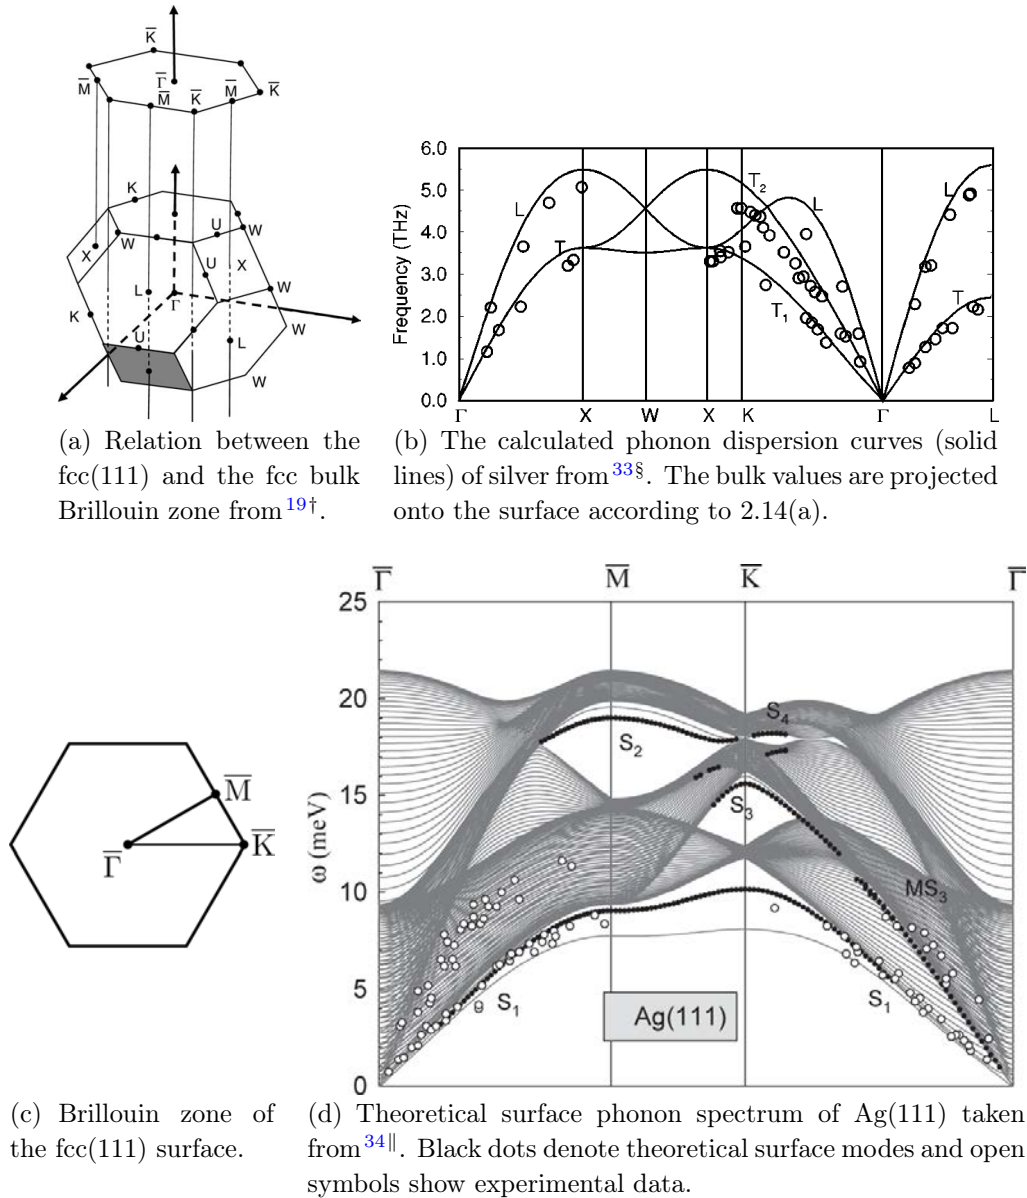 K̅
M̅
Γ̅
M̅
K̅
M̅
K̅
K
W
U
W
X
U
X
L
Γ
W
K
U
W
L
W
(a) Relation between the
fcc(111) and the fcc bulk
Brillouin zone from19†.
6.0
5.0
4.0
3.0
2.0
1.0
0.0
Frequency (THz)
L
T
T2
L
T1
L
T
Γ
X
W
X
K
Γ
L
(b) The calculated phonon dispersion curves (solid
lines) of silver from33§. The bulk values are projected
onto the surface according to 2.14(a).
M̅
Γ̅
K̅
(c) Brillouin zone of
the fcc(111) surface.
Γ̅
M̅
K̅
Γ̅
25
20
15
10
5
0
ω (meV)
S4
S2
S3
MS3
S1
S1
Ag(111)
(d) Theoretical surface phonon spectrum of Ag(111) taken
from34∥. Black dots denote theoretical surface modes and open
symbols show experimental data.